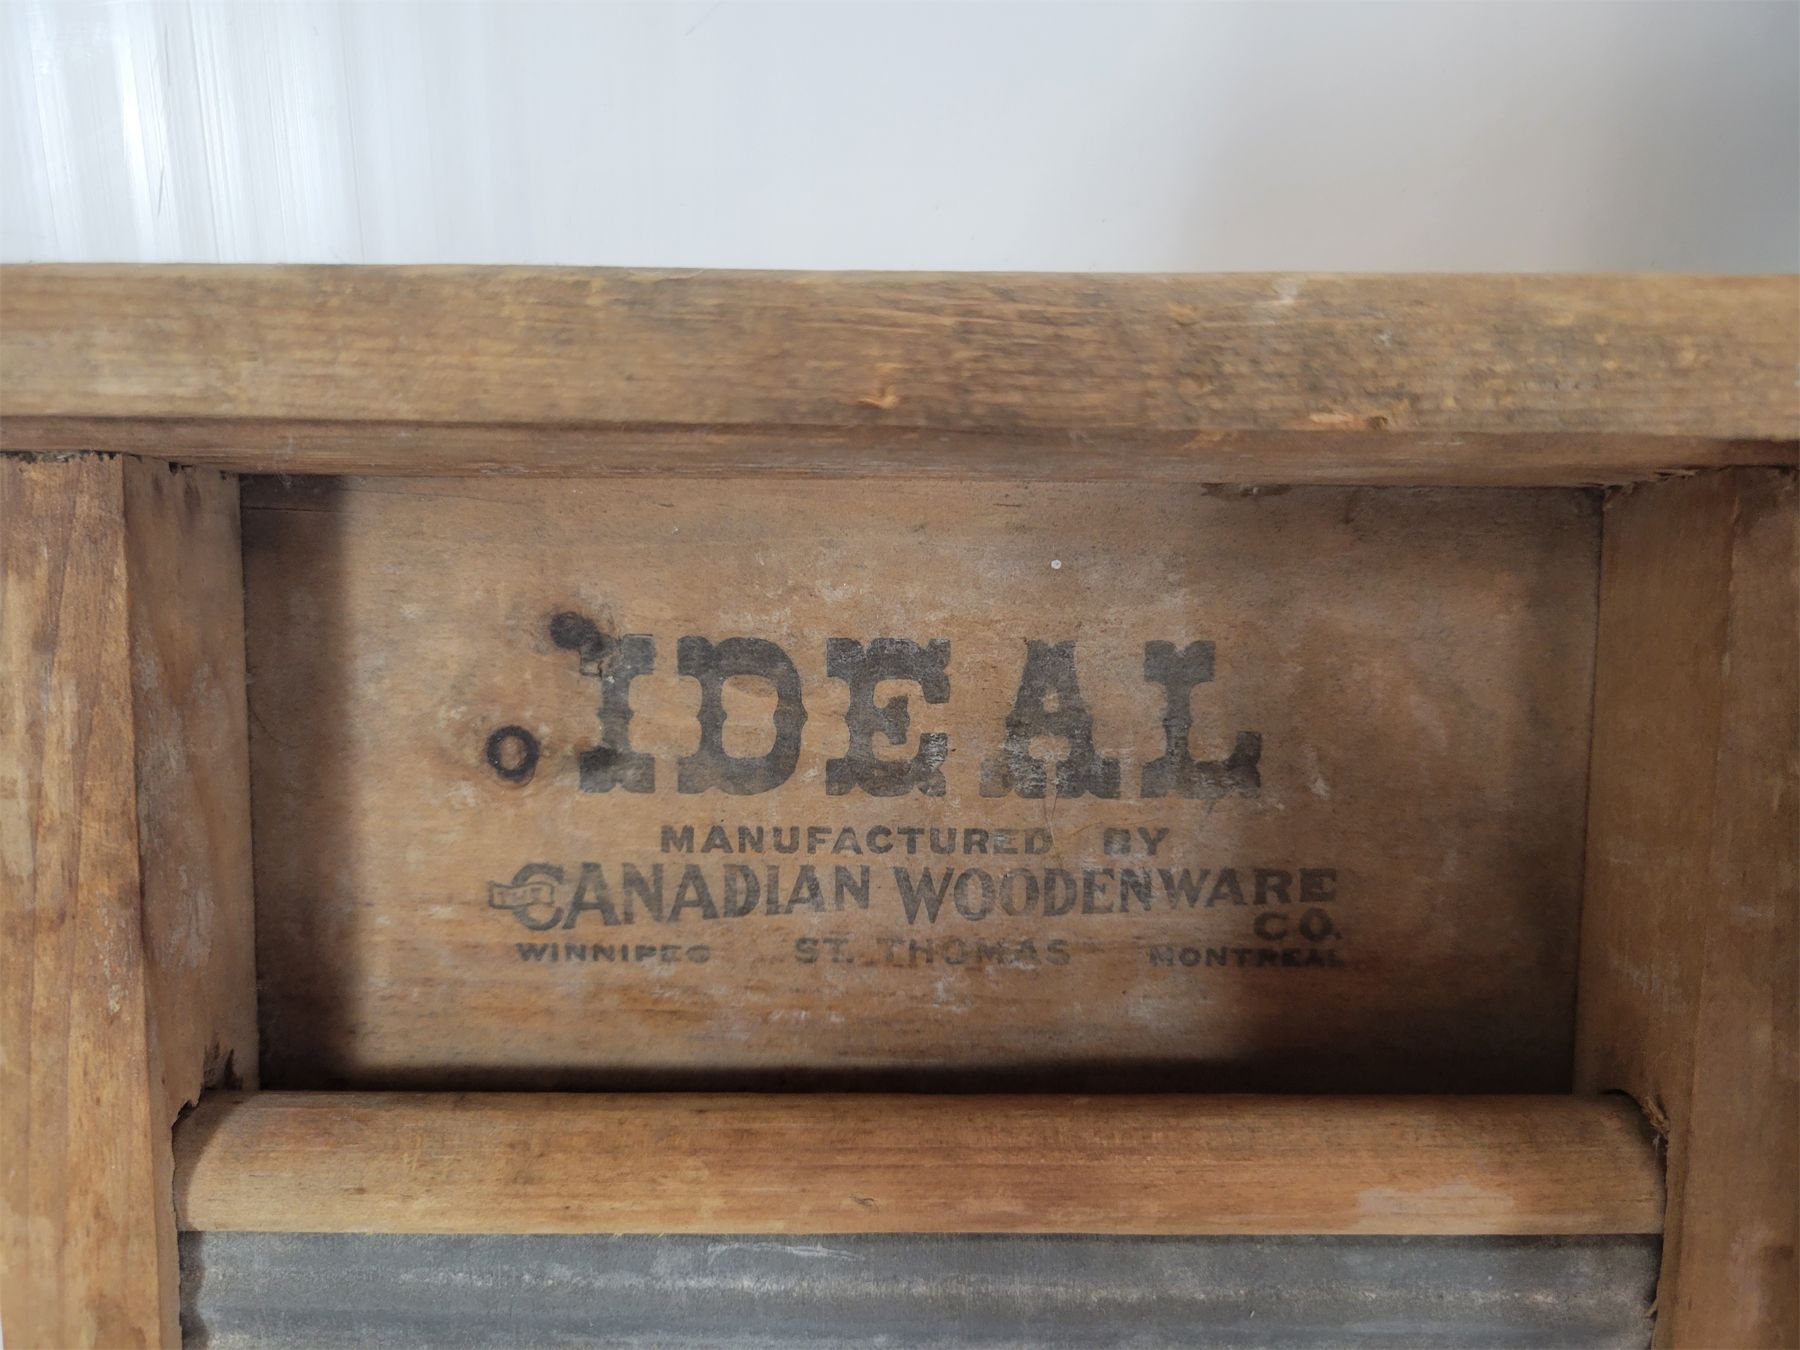 IDEAL
MANUFACTURED BY
CANADIAN WOODENWARE
CO.
WINNIPEG ST. THOMAS MONTREAL